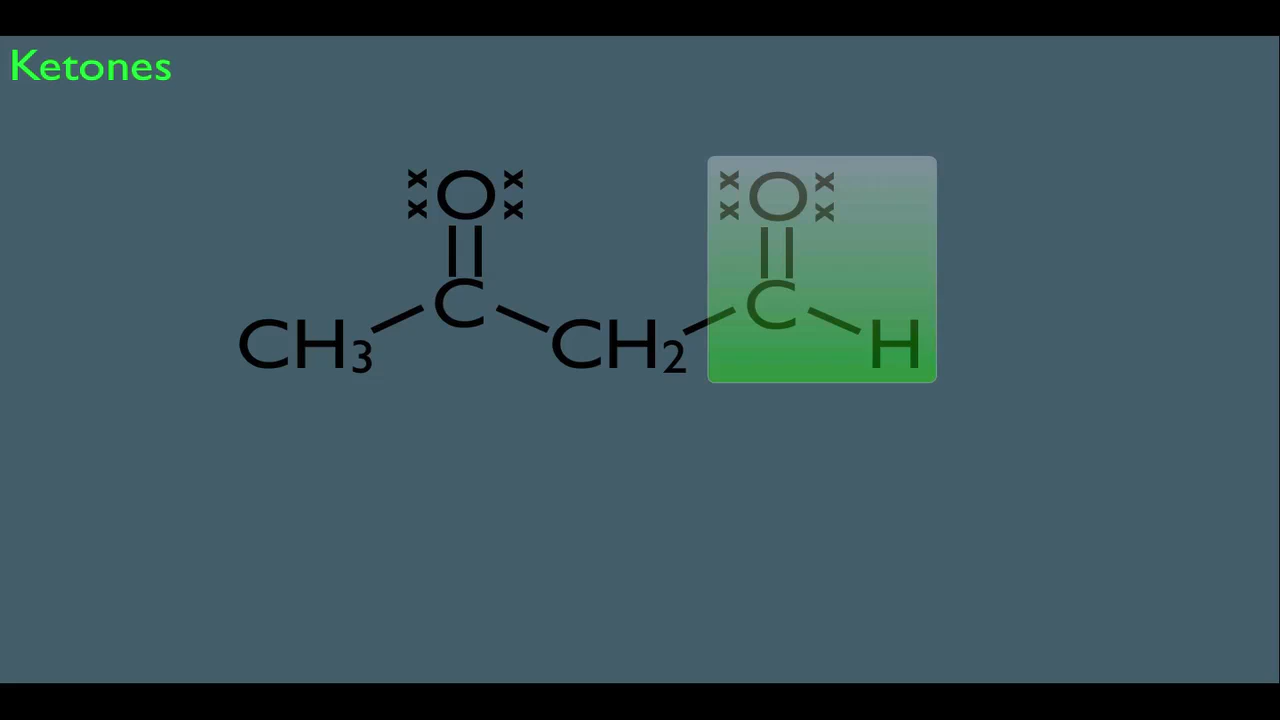 Ketones
x O x x O x
x x x x
C C
CH3 CH2 H